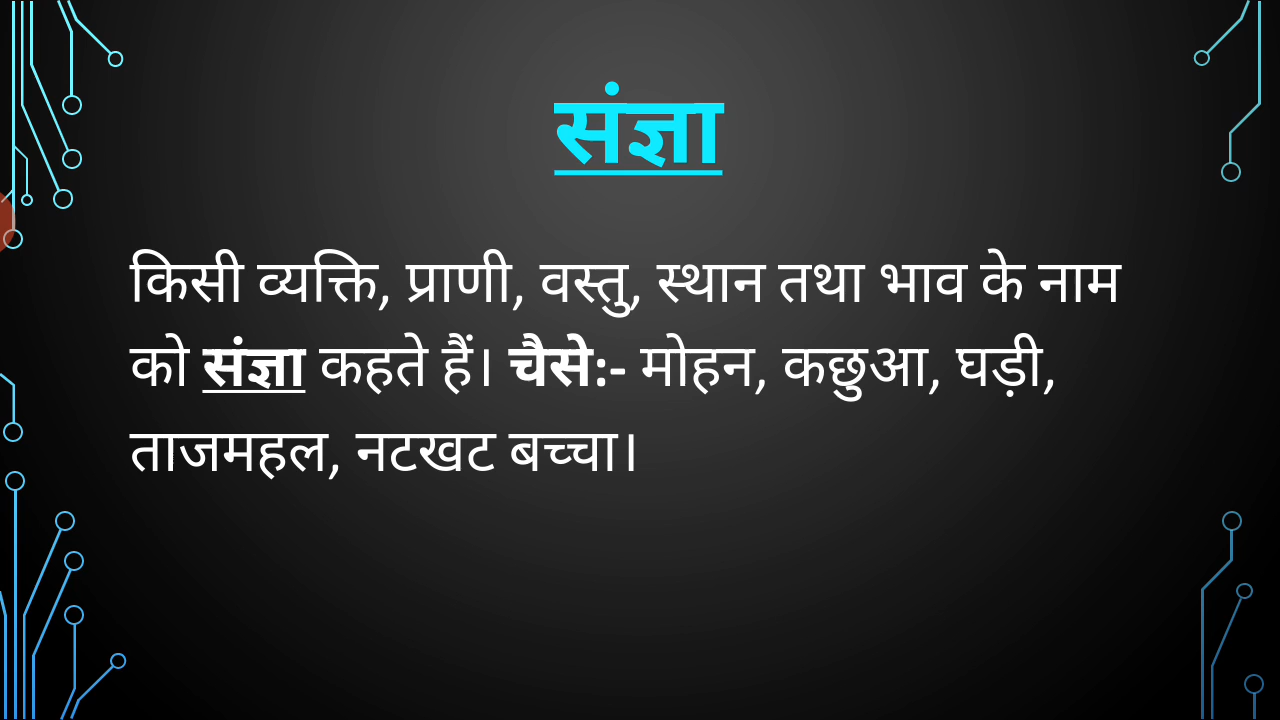 संज्ञा
किसी व्यक्ति, प्राणी, वस्तु, स्थान तथा भाव के नाम
को संज्ञा कहते हैं। चैसे:- मोहन, कछुआ, घड़ी,
ताजमहल, नटखट बच्चा।